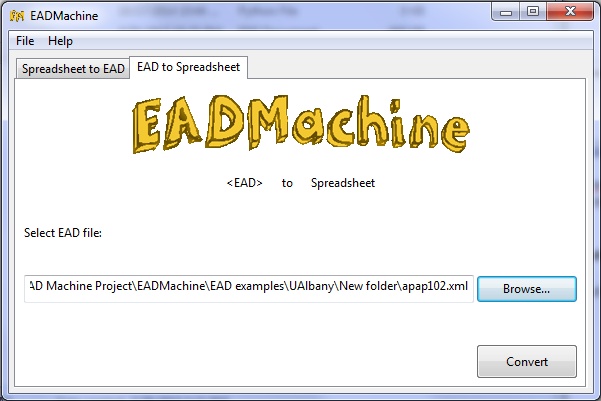 EADMachine
File Help
Spreadsheet to EAD EAD to Spreadsheet
EADMachine
<EAD> to Spreadsheet
Select EAD file:
AD Machine Project\EADMachine\EAD examples\UAlbany\New folder\apap102.xml Browse...
Convert